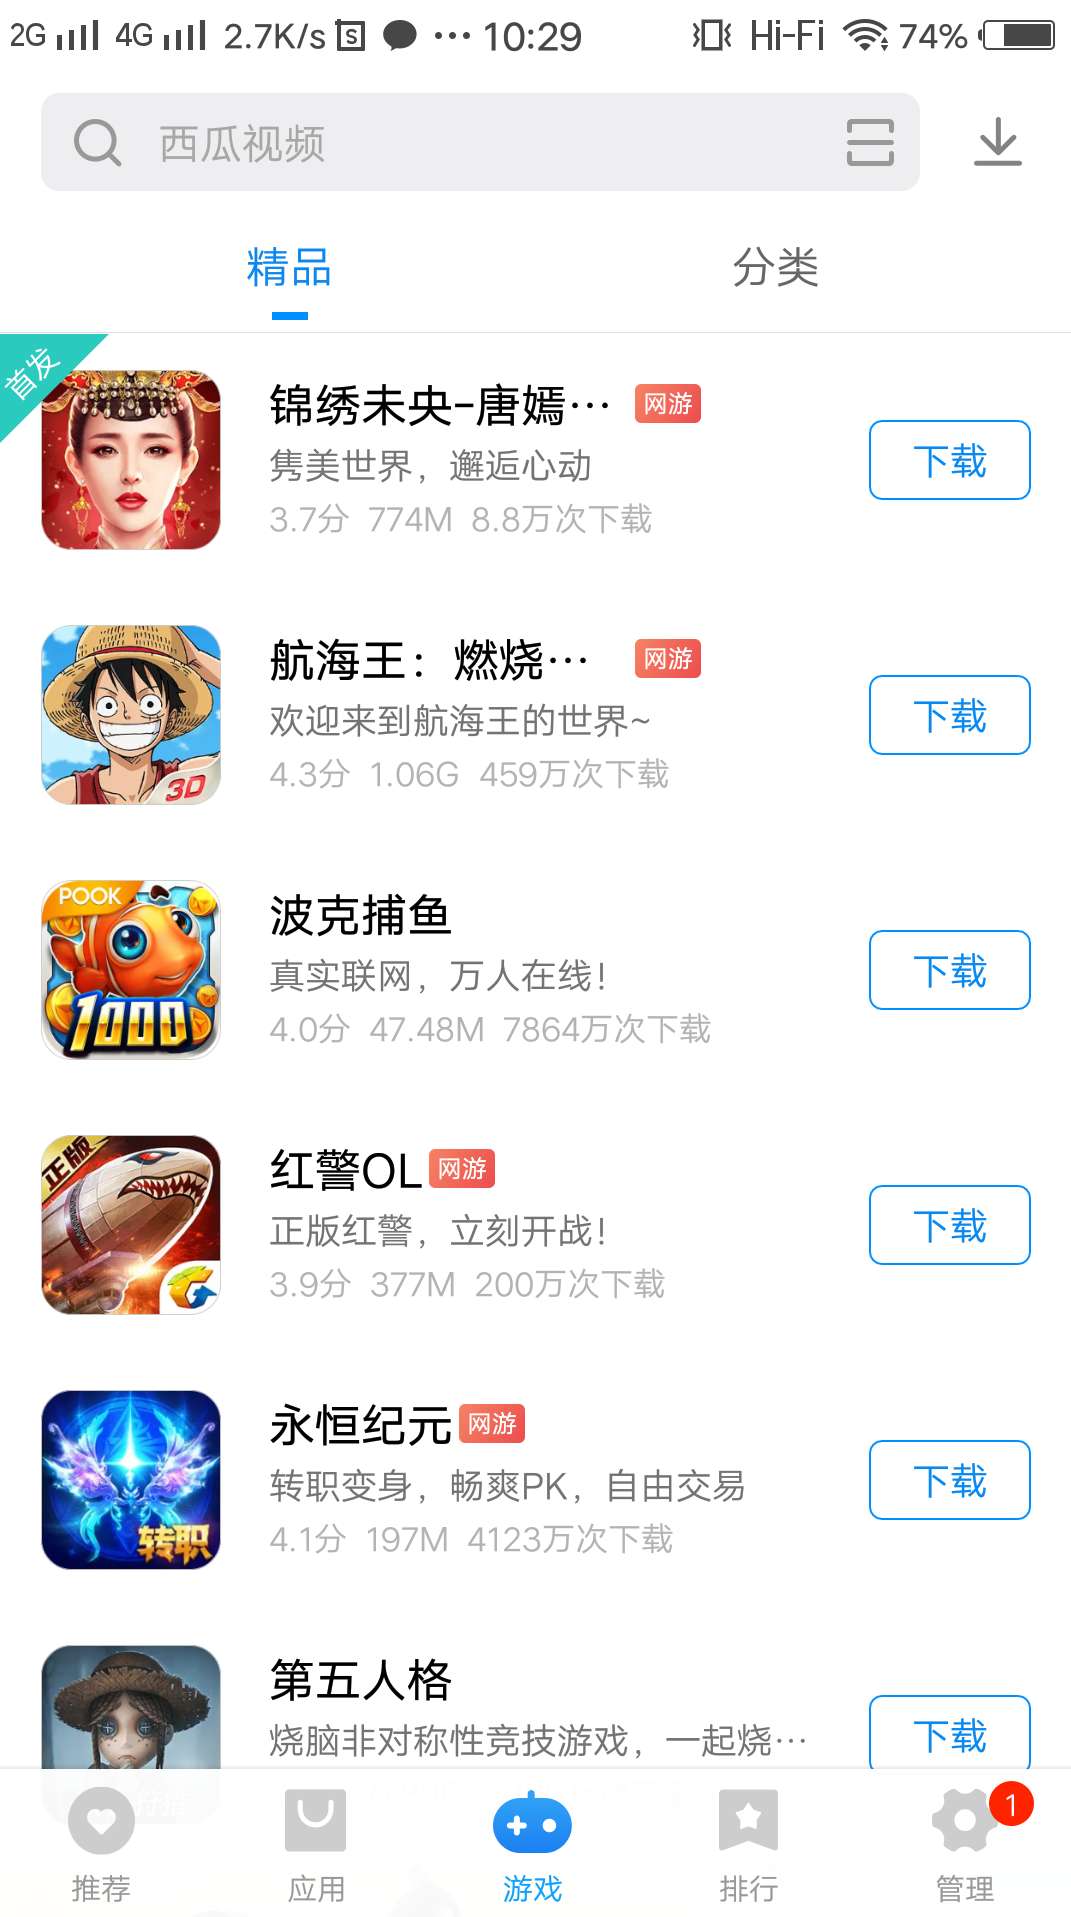 2G 4G 2.7K/s S ··· 10:29 Hi-Fi 74%
西瓜视频
精品 分类
首发
锦绣未央-唐嫣··· 网游
隽美世界，邂逅心动
3.7分 774M 8.8万次下载
下载
航海王：燃烧··· 网游
欢迎来到航海王的世界~
4.3分 1.06G 459万次下载
下载
3D
波克捕鱼
真实联网，万人在线！
4.0分 47.48M 7864万次下载
下载
POOK
1000
红警OL 网游
正版红警，立刻开战！
3.9分 377M 200万次下载
下载
正版
永恒纪元 网游
转职变身，畅爽PK，自由交易
4.1分 197M 4123万次下载
下载
转职
第五人格
烧脑非对称性竞技游戏，一起烧···
下载
推荐 应用 游戏 排行 管理
1